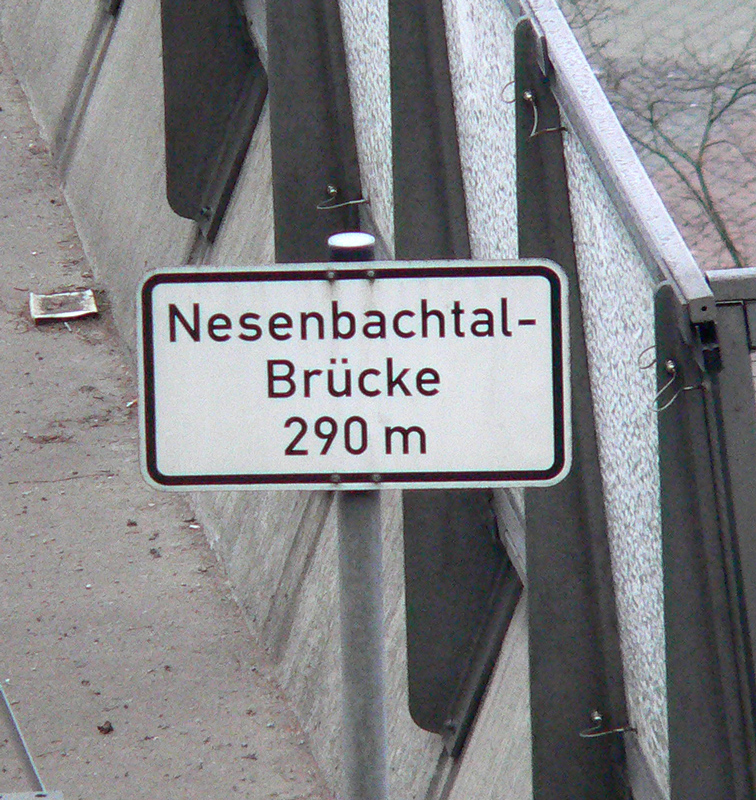 Nesenbachtal-
Brücke
290 m